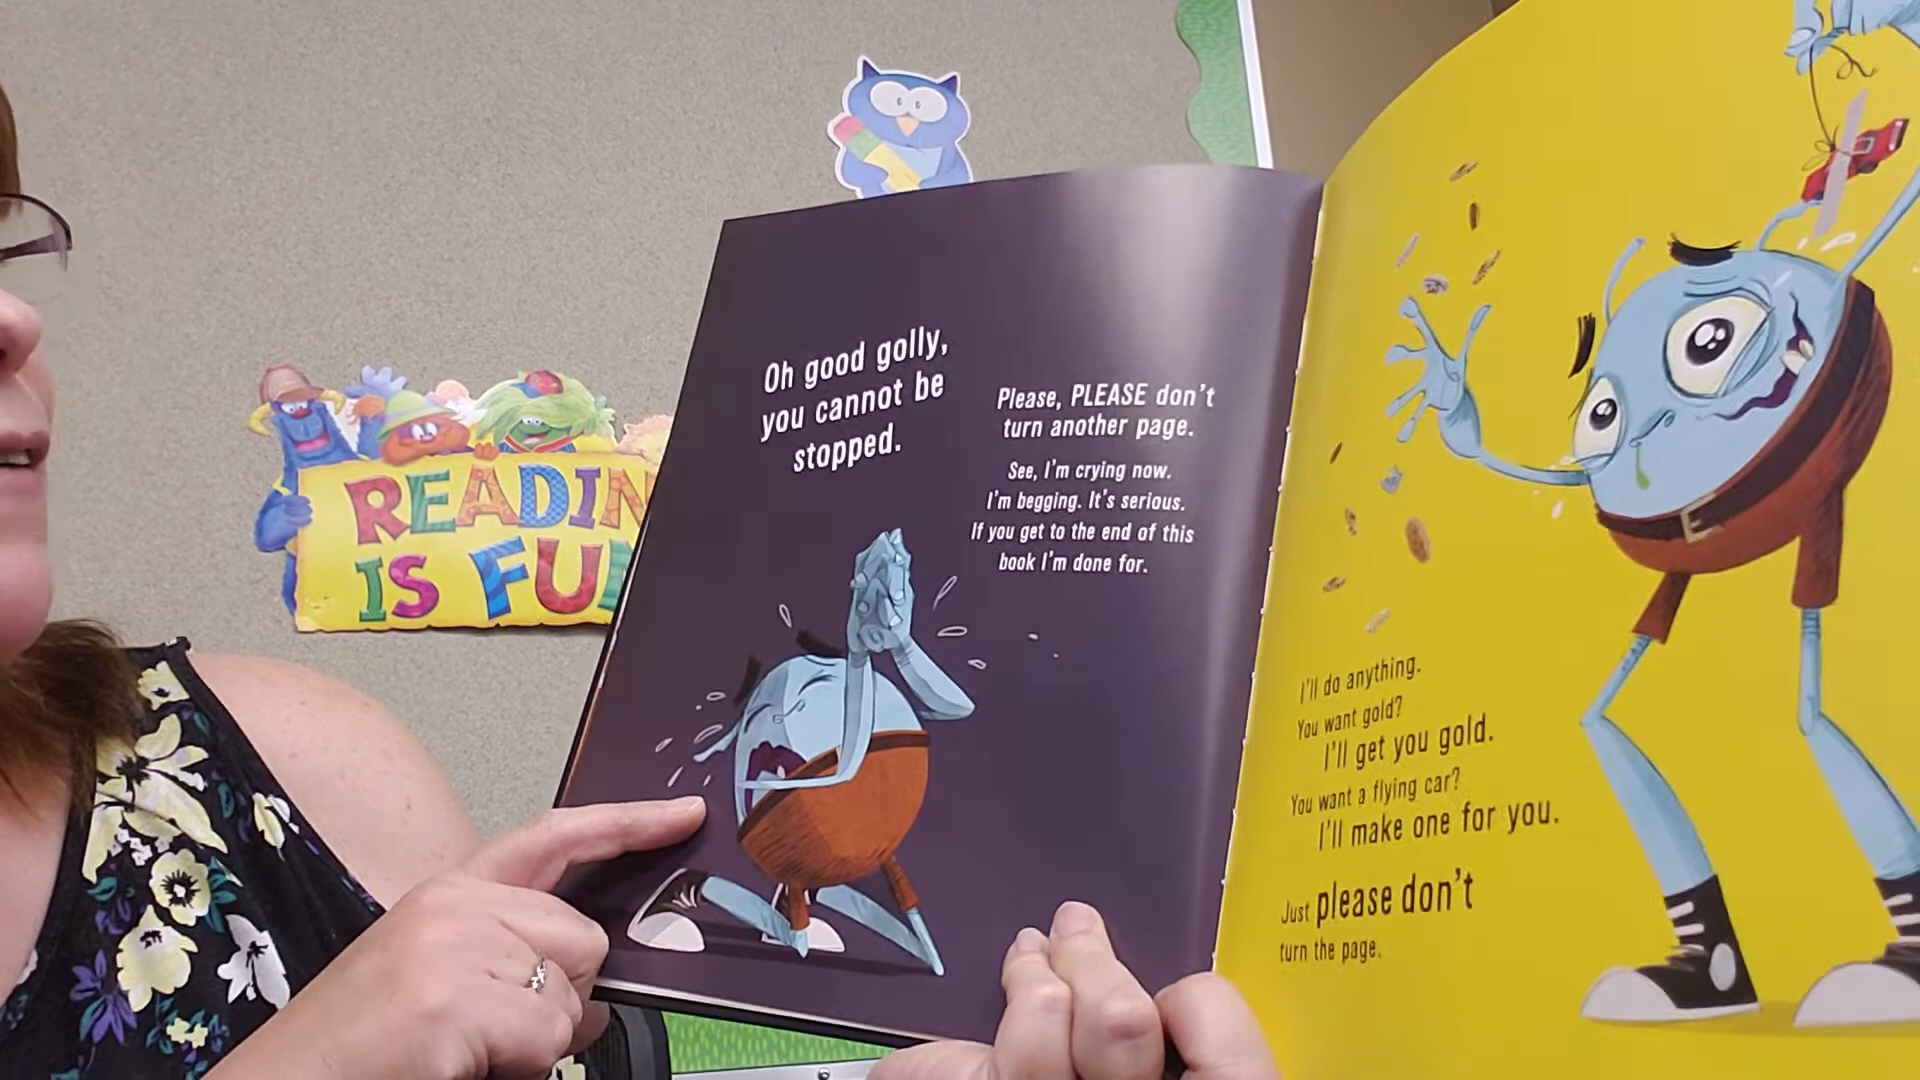 READIN
IS FU
Oh good golly,
you cannot be
stopped.
Please, PLEASE don't
turn another page.
See, I'm crying now.
I'm begging. It's serious.
If you get to the end of this
book I'm done for.
I'll do anything.
You want gold?
I'll get you gold.
You want a flying car?
I'll make one for you.
Just please don't
turn the page.